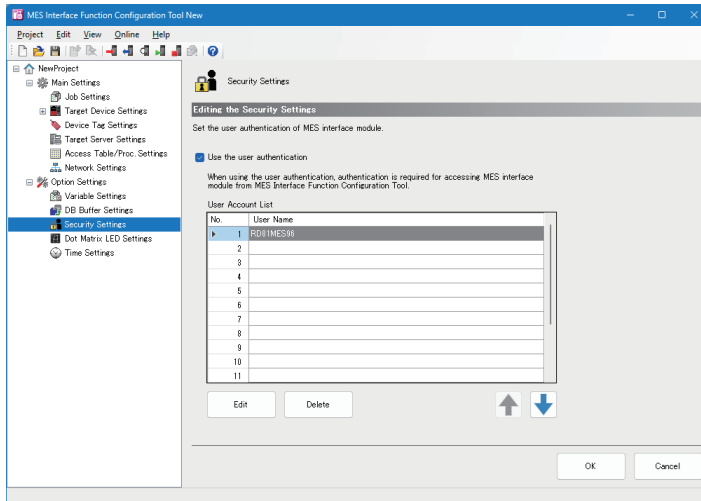 MES Interface Function Configuration Tool New
Project Edit View Online Help
NewProject
Main Settings
Job Settings
Target Device Settings
Device Tag Settings
Target Server Settings
Access Table/Proc. Settings
Network Settings
Option Settings
Variable Settings
DB Buffer Settings
Security Settings
Dot Matrix LED Settings
Time Settings
Security Settings
Editing the Security Settings
Set the user authentication of MES interface module.
Use the user authentication
When using the user authentication, authentication is required for accessing MES interface
module from MES Interface Function Configuration Tool.
User Account List
No. User Name
1 RD81MES96
2
3
4
5
6
7
8
9
10
11
Edit Delete
OK Cancel